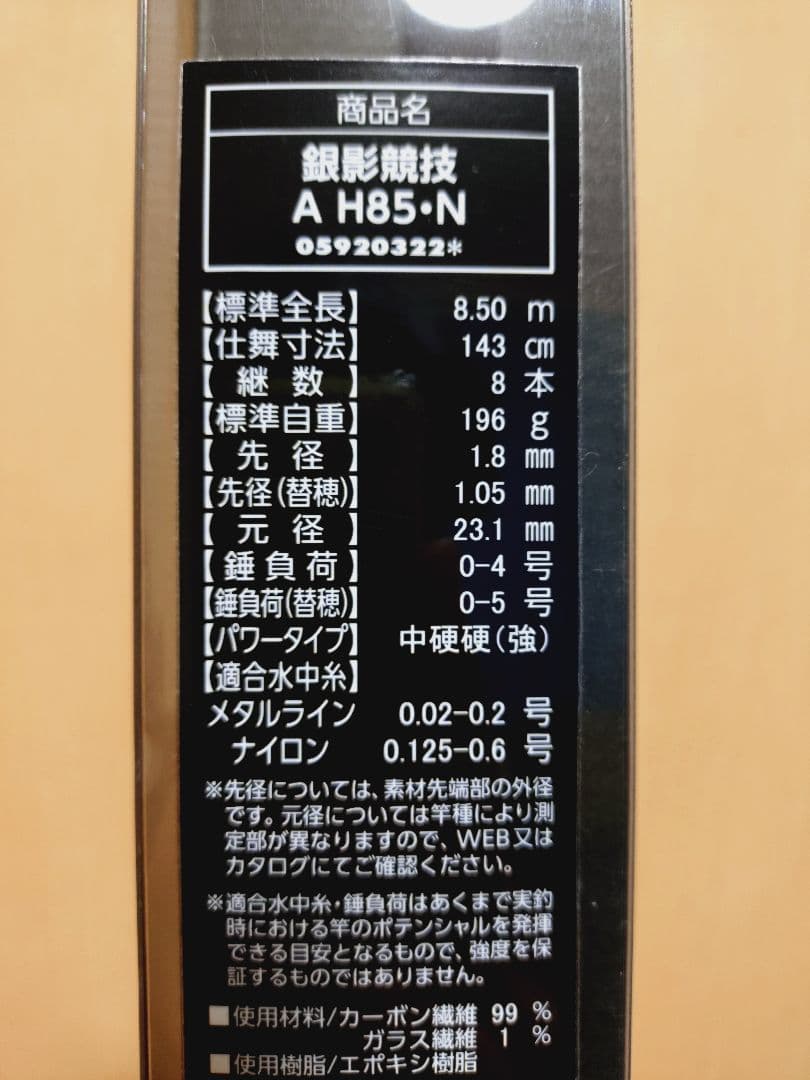 商品名
銀影競技
A H85・N
05920322*
【標準全長】 8.50 m
【仕舞寸法】 143 cm
【継数】 8 本
【標準自重】 196 g
【先径】 1.8 mm
【先径(替穂)】 1.05 mm
【元径】 23.1 mm
【錘負荷】 0-4 号
【錘負荷(替穂)】 0-5 号
【パワータイプ】 中硬硬(強)
【適合水中糸】
メタルライン 0.02-0.2 号
ナイロン 0.125-0.6 号
※先径については、素材先端部の外径
です。元径については竿種により測
定部が異なりますので、WEB又は
カタログにてご確認ください。
※適合水中糸・錘負荷はあくまで実釣
時における竿のポテンシャルを発揮
できる目安となるもので、強度を保
証するものではありません。
■使用材料/カーボン繊維 99 %
ガラス繊維 1 %
■使用樹脂/エポキシ樹脂